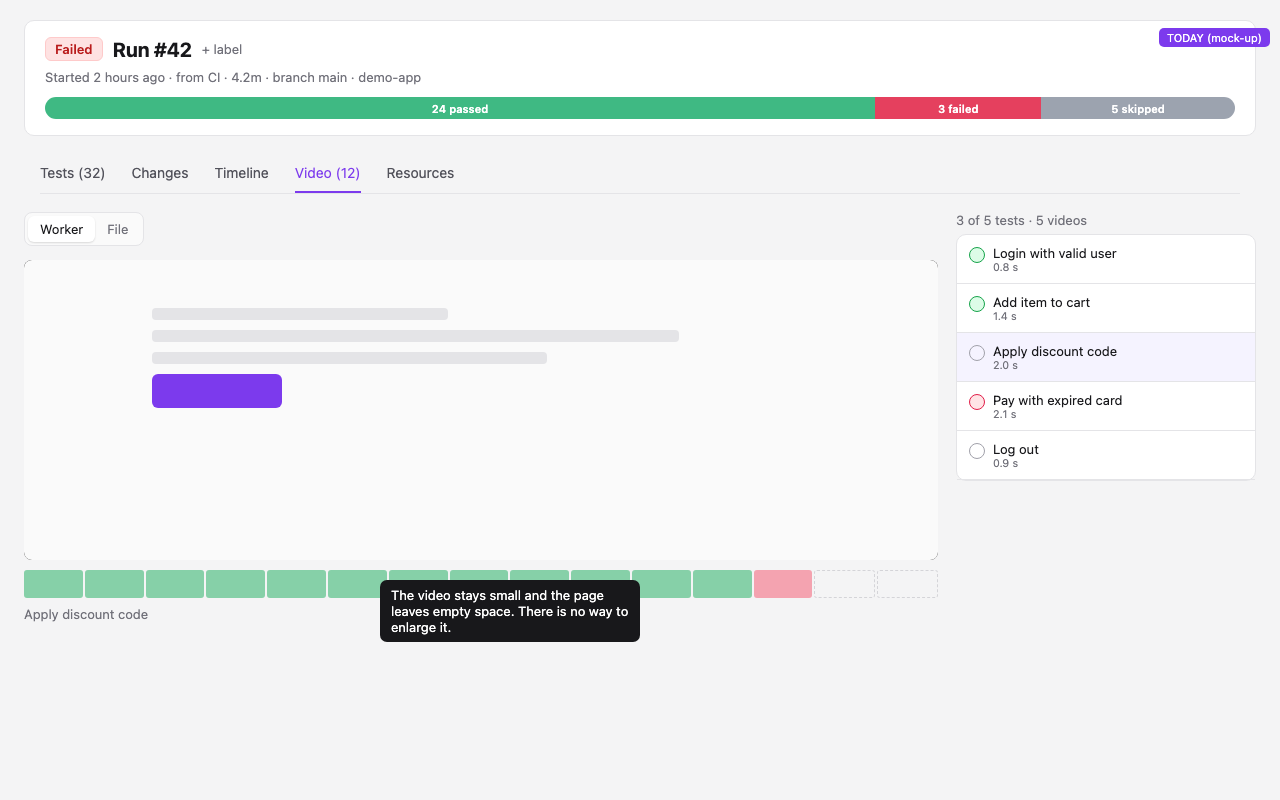 Failed Run #42 + label
TODAY (mock-up)
Started 2 hours ago · from CI · 4.2m · branch main · demo-app
24 passed 3 failed 5 skipped
Tests (32) Changes Timeline Video (12) Resources
Worker File
3 of 5 tests · 5 videos
Login with valid user
0.8 s
Add item to cart
1.4 s
Apply discount code
2.0 s
Pay with expired card
2.1 s
Log out
0.9 s
The video stays small and the page
leaves empty space. There is no way to
enlarge it.
Apply discount code